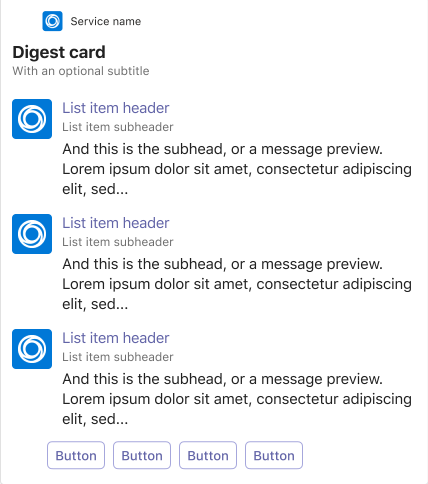 Service name
Digest card
With an optional subtitle
List item header
List item subheader
And this is the subhead, or a message preview.
Lorem ipsum dolor sit amet, consectetur adipiscing
elit, sed...
List item header
List item subheader
And this is the subhead, or a message preview.
Lorem ipsum dolor sit amet, consectetur adipiscing
elit, sed...
List item header
List item subheader
And this is the subhead, or a message preview.
Lorem ipsum dolor sit amet, consectetur adipiscing
elit, sed...
Button Button Button Button